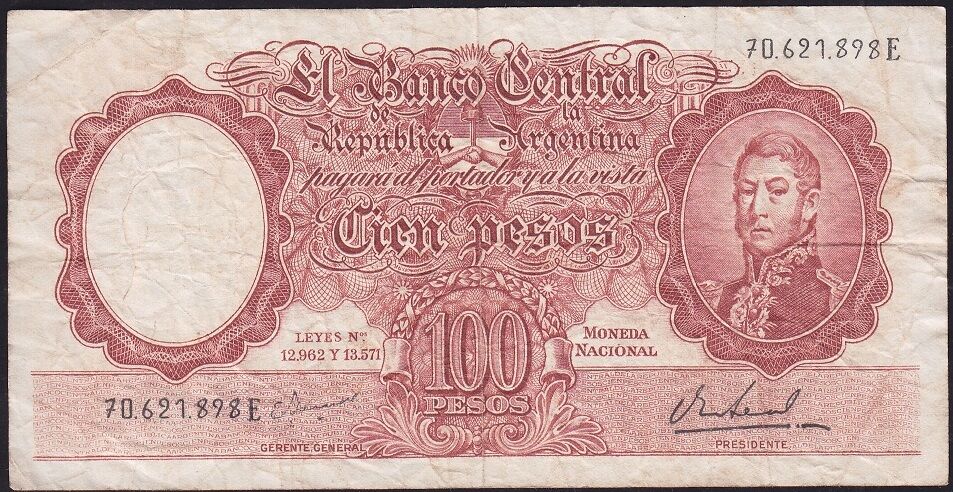 70.621.898E
El Banco Central
de la
República Argentina
pagará al portador y a la vista
Cien pesos
LEYES Nos.
12.962 Y 13.571
100
PESOS
MONEDA
NACIONAL
70.621.898E
GERENTE GENERAL
PRESIDENTE